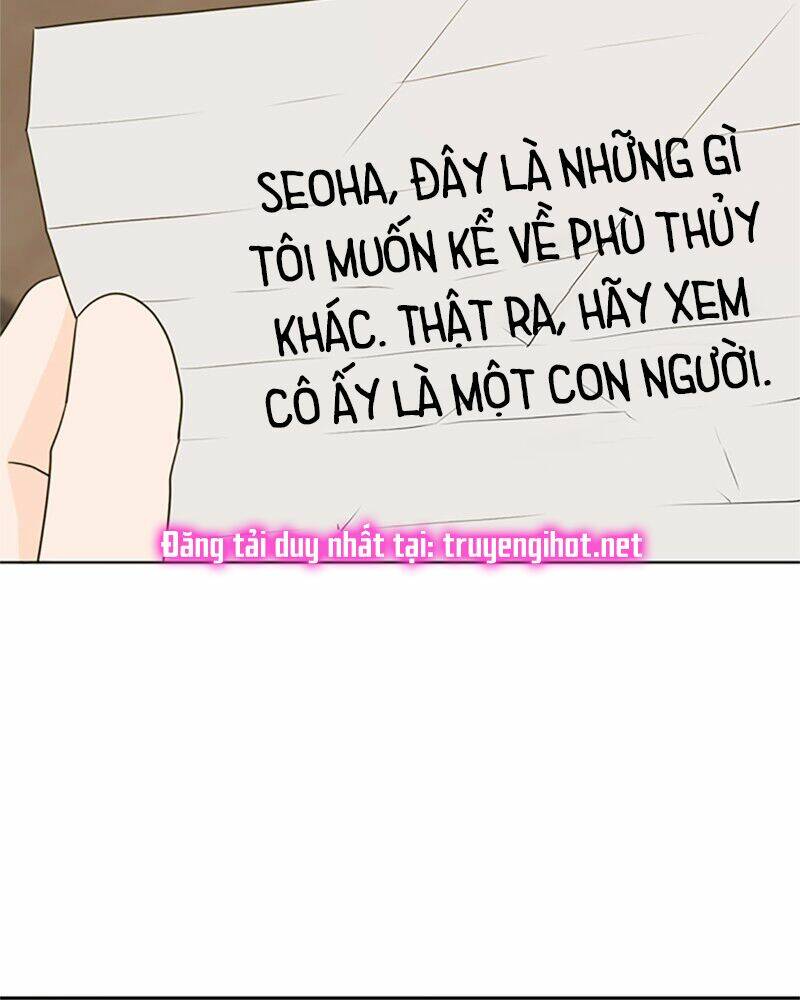 SEOHA, ĐÂY LÀ NHỮNG GÌ
TÔI MUỐN KỂ VỀ PHÙ THỦY
KHÁC. THẬT RA, HÃY XEM
CÔ ẤY LÀ MỘT CON NGƯỜI.
Đăng tải duy nhất tại: truyengihot.net